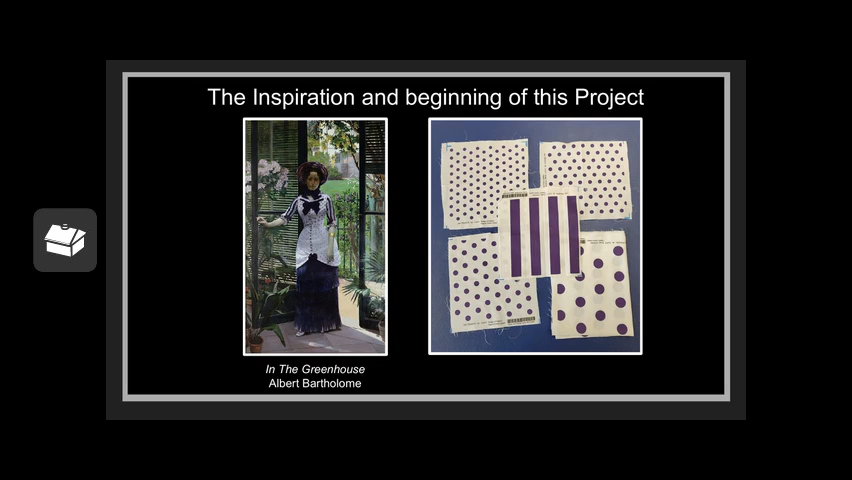 The Inspiration and beginning of this Project
In The Greenhouse
Albert Bartholome